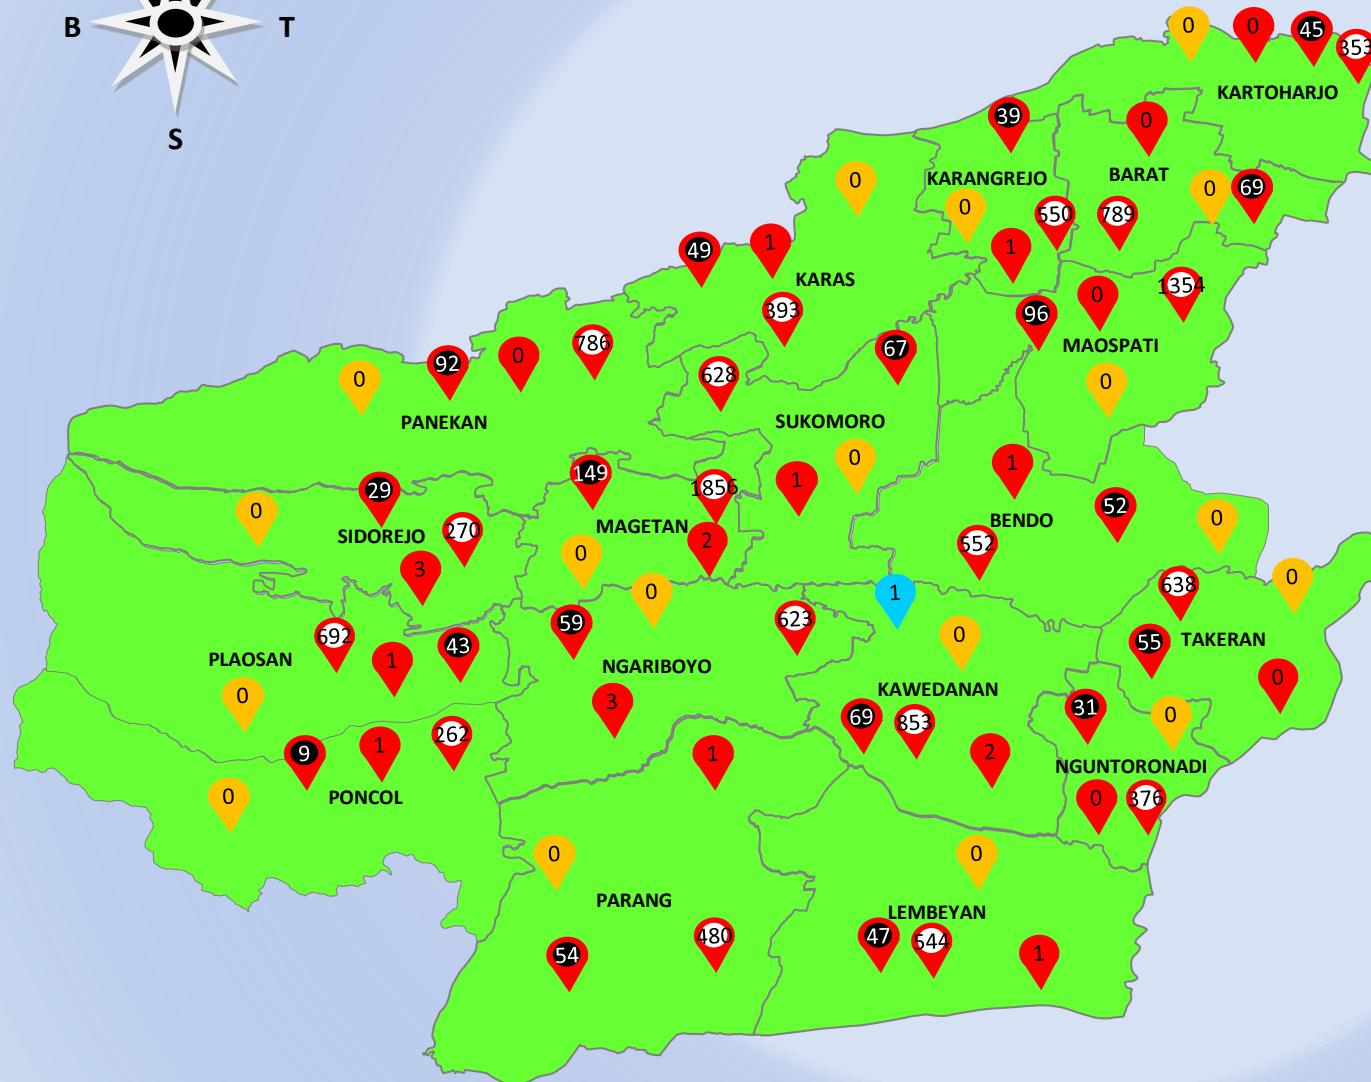 B T
S
0 0 45 353
KARTOHARJO
39 0
0 KARANGREJO BARAT
0 550 789 0 69
49 1 1
KARAS
393 96 0 1354
786 67 MAOSPATI
92 0 628 0
0
PANEKAN SUKOMORO
0 1
149 1 1856
29 0 52 0
SIDOREJO 270 MAGETAN BENDO
0 2 552
3 0 638
0 1
59 623 0 55 TAKERAN
692 1 43
PLAOSAN NGARIBOYO 0
0 3 KAWEDANAN
69 853 31 0
9 1 262 1 2
PONCOL NGUNTORONADI
0 0 376
0 0
PARANG LEMBEYAN
54 480 47 544 1